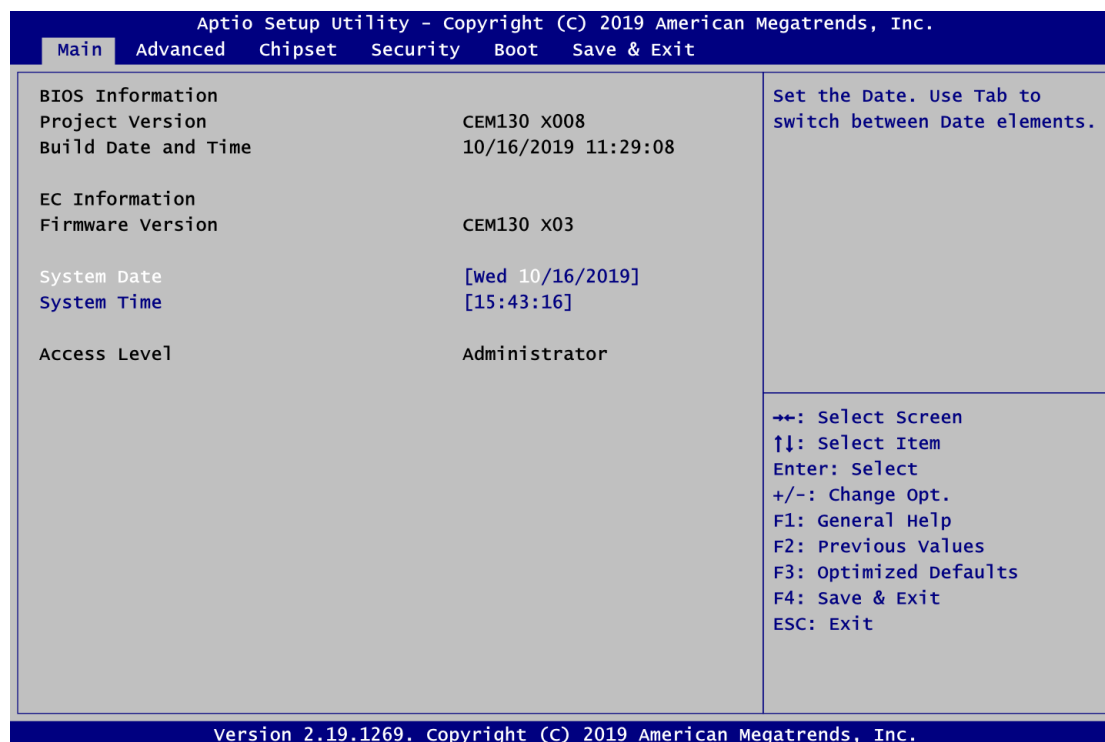 Aptio Setup Utility - Copyright (C) 2019 American Megatrends, Inc.
Main Advanced Chipset Security Boot Save & Exit
BIOS Information
Project Version CEM130 X008
Build Date and Time 10/16/2019 11:29:08
EC Information
Firmware Version CEM130 X03
System Date [Wed 10/16/2019]
System Time [15:43:16]
Access Level Administrator
Set the Date. Use Tab to
switch between Date elements.
→←: Select Screen
↑↓: Select Item
Enter: Select
+/-: Change Opt.
F1: General Help
F2: Previous Values
F3: Optimized Defaults
F4: Save & Exit
ESC: Exit
Version 2.19.1269. Copyright (C) 2019 American Megatrends, Inc.